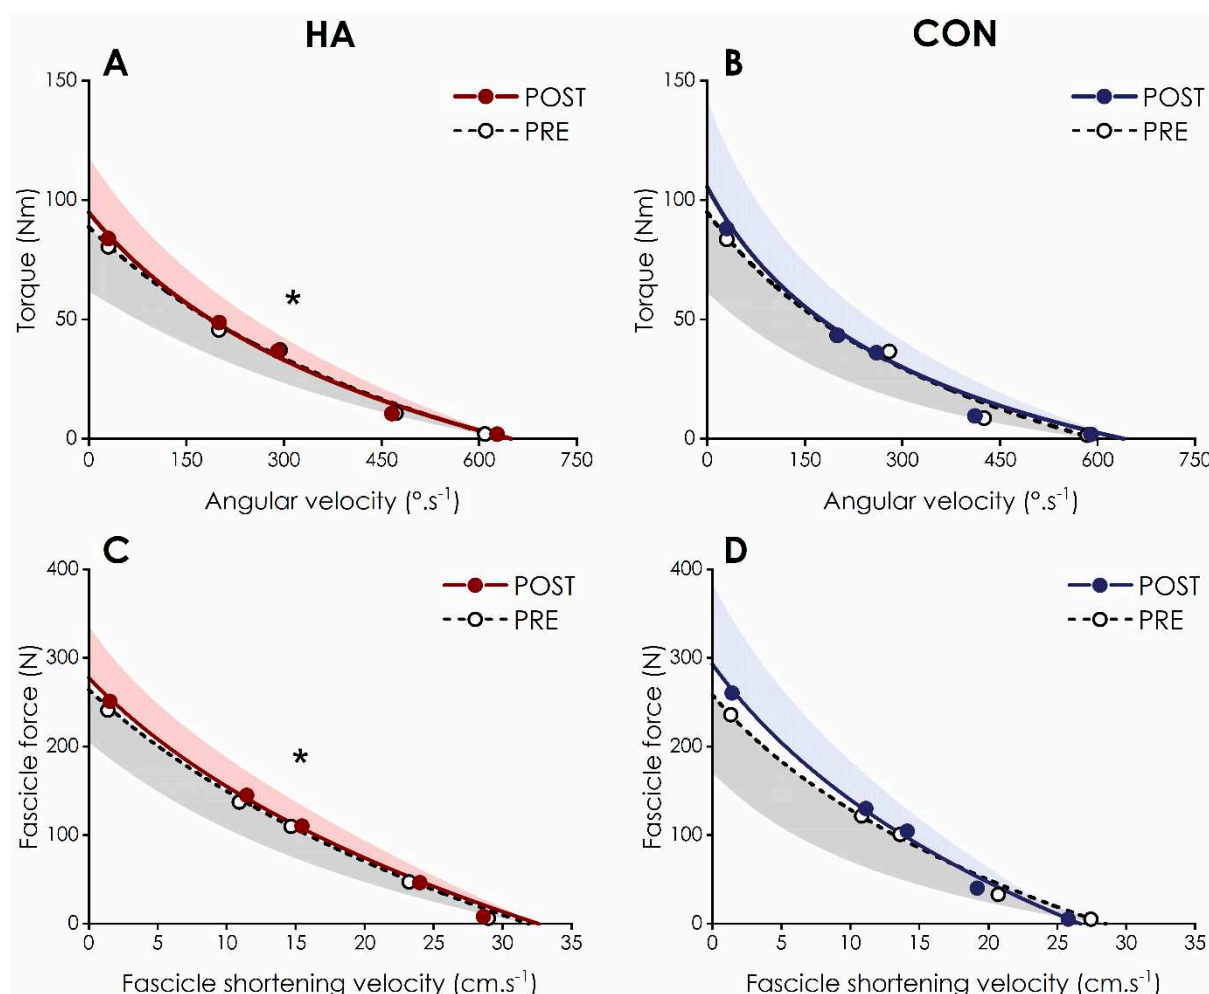 HA
CON
A
B
150
100
50
0
Torque (Nm)
POST
PRE
*
0 150 300 450 600 750
Angular velocity (°.s⁻¹)
150
100
50
0
Torque (Nm)
POST
PRE
0 150 300 450 600 750
Angular velocity (°.s⁻¹)
C
D
400
300
200
100
0
Fascicle force (N)
POST
PRE
*
0 5 10 15 20 25 30 35
Fascicle shortening velocity (cm.s⁻¹)
400
300
200
100
0
Fascicle force (N)
POST
PRE
0 5 10 15 20 25 30 35
Fascicle shortening velocity (cm.s⁻¹)